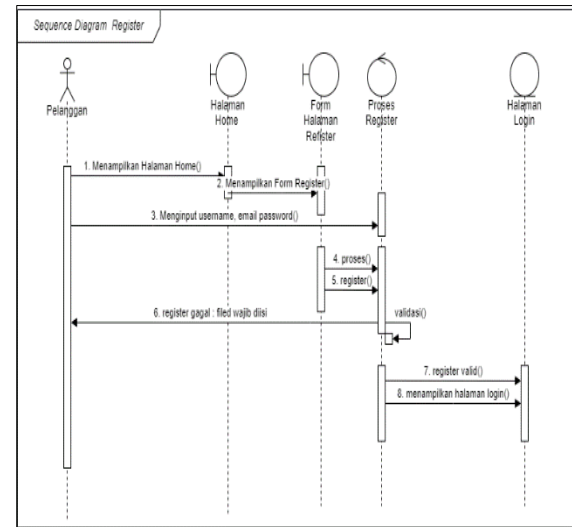 Sequence Diagram Register
Pelanggan
Halaman
Home
Form
Halaman
Refister
Proses
Register
Halaman
Login
1. Menampilkan Halaman Home()
2. Menampilkan Form Register()
3. Menginput username, email password()
4. proses()
5. register()
6. register gagal : filed wajib diisi
validasi()
7. register valid()
8. menampilkan halaman login()